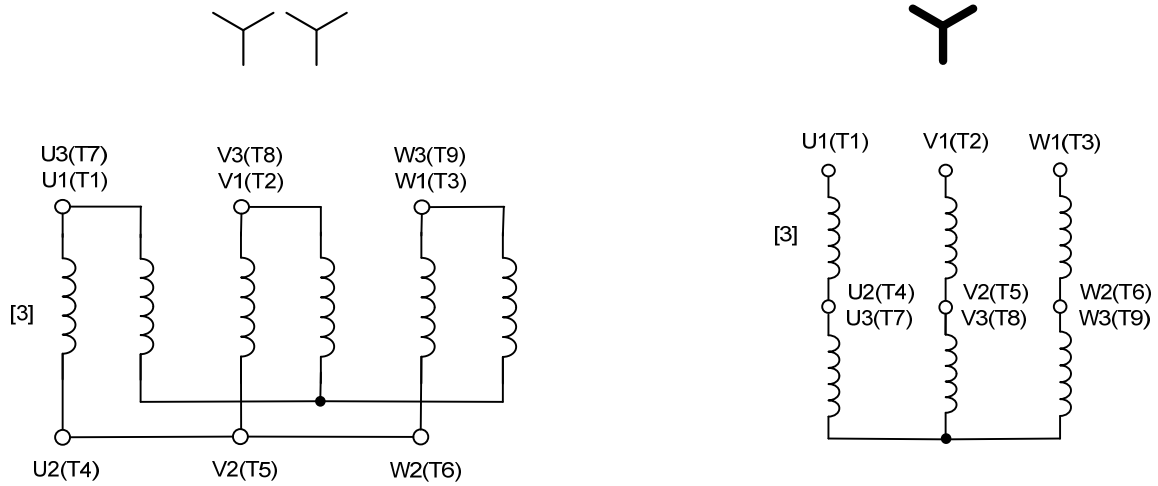 U3(T7)
U1(T1)
V3(T8)
V1(T2)
W3(T9)
W1(T3)
[3]
U2(T4)
V2(T5)
W2(T6)
U1(T1)
V1(T2)
W1(T3)
[3]
U2(T4)
U3(T7)
V2(T5)
V3(T8)
W2(T6)
W3(T9)